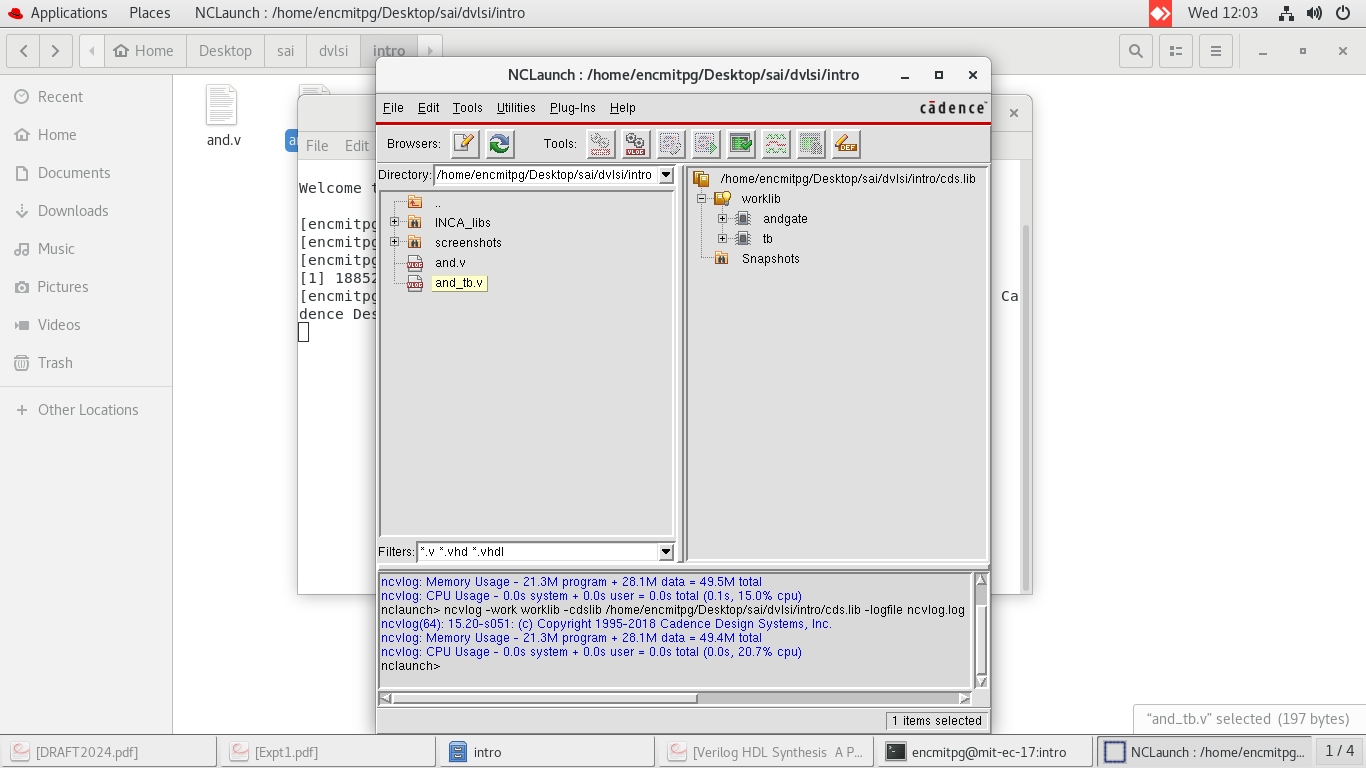 Applications Places NCLaunch : /home/encmitpg/Desktop/sai/dvlsi/intro Wed 12:03
Home Desktop sai dvlsi intro
Recent
Home
Documents
Downloads
Music
Pictures
Videos
Trash
Other Locations
and.v
File Edit
Welcome
[encmitpg
[encmitpg
[encmitpg
[1] 18852
[encmitpg Ca
dence Des
NCLaunch : /home/encmitpg/Desktop/sai/dvlsi/intro
File Edit Tools Utilities Plug-Ins Help cādence
Browsers: Tools: VLOG DEF
Directory: /home/encmitpg/Desktop/sai/dvlsi/intro
..
INCA_libs
screenshots
VLOG and.v
VLOG and_tb.v
Filters: *.v *.vhd *.vhdl
/home/encmitpg/Desktop/sai/dvlsi/intro/cds.lib
worklib
andgate
tb
Snapshots
ncvlog: Memory Usage - 21.3M program + 28.1M data = 49.5M total
ncvlog: CPU Usage - 0.0s system + 0.0s user = 0.0s total (0.1s, 15.0% cpu)
nclaunch> ncvlog -work worklib -cdslib /home/encmitpg/Desktop/sai/dvlsi/intro/cds.lib -logfile ncvlog.log
ncvlog(64): 15.20-s051: (c) Copyright 1995-2018 Cadence Design Systems, Inc.
ncvlog: Memory Usage - 21.3M program + 28.1M data = 49.4M total
ncvlog: CPU Usage - 0.0s system + 0.0s user = 0.0s total (0.0s, 20.7% cpu)
nclaunch>
1 items selected
“and_tb.v” selected (197 bytes)
[DRAFT2024.pdf] [Expt1.pdf] intro [Verilog HDL Synthesis A P... encmitpg@mit-ec-17:intro NCLaunch : /home/encmitpg... 1 / 4